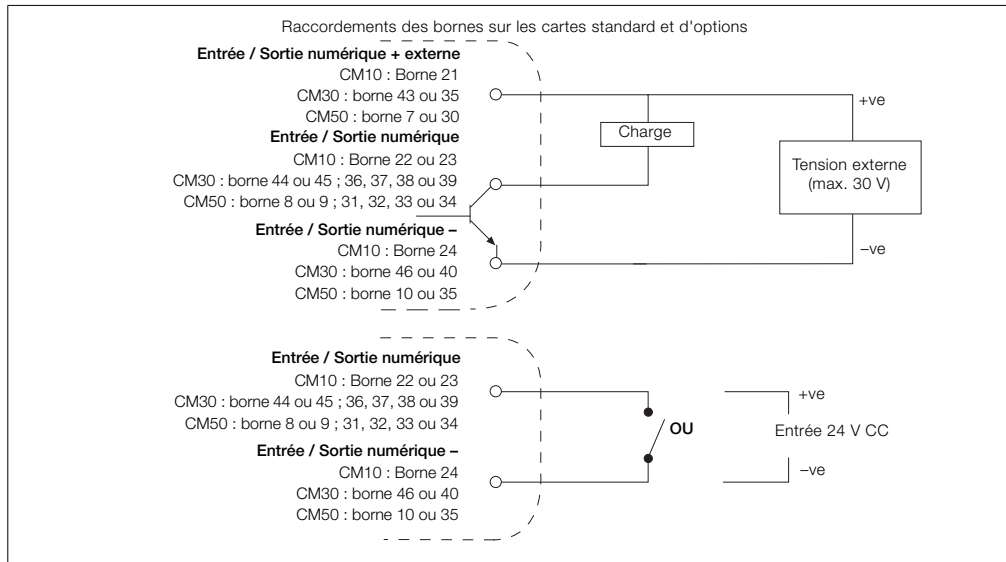 Raccordements des bornes sur les cartes standard et d'options
Entrée / Sortie numérique + externe
CM10 : Borne 21
CM30 : borne 43 ou 35
CM50 : borne 7 ou 30
Entrée / Sortie numérique
CM10 : Borne 22 ou 23
CM30 : borne 44 ou 45 ; 36, 37, 38 ou 39
CM50 : borne 8 ou 9 ; 31, 32, 33 ou 34
Entrée / Sortie numérique –
CM10 : Borne 24
CM30 : borne 46 ou 40
CM50 : borne 10 ou 35
Charge
+ve
Tension externe
(max. 30 V)
–ve
Entrée / Sortie numérique
CM10 : Borne 22 ou 23
CM30 : borne 44 ou 45 ; 36, 37, 38 ou 39
CM50 : borne 8 ou 9 ; 31, 32, 33 ou 34
Entrée / Sortie numérique –
CM10 : Borne 24
CM30 : borne 46 ou 40
CM50 : borne 10 ou 35
OU
+ve
Entrée 24 V CC
–ve